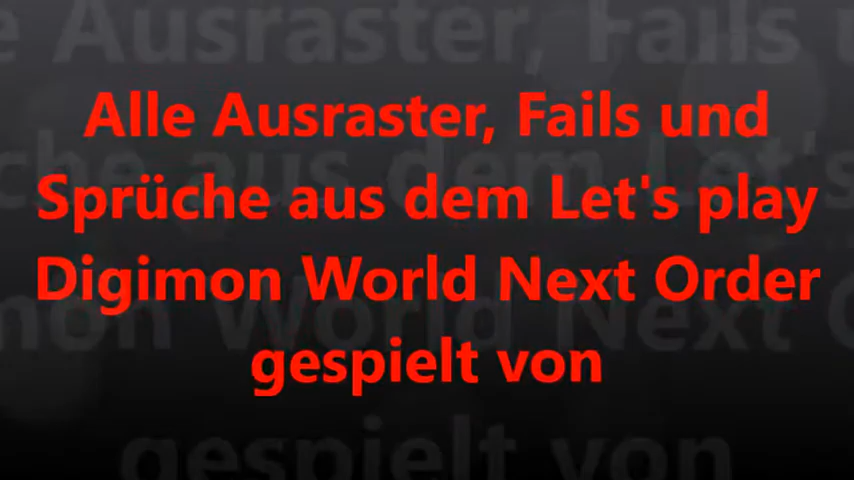 Alle Ausraster, Fails und
Sprüche aus dem Let's play
Digimon World Next Order
gespielt von